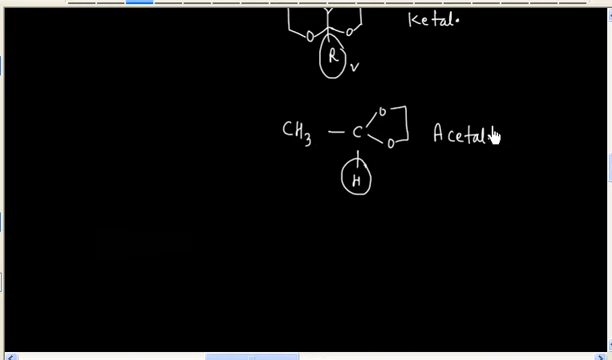 Ketal.
O O
R
CH3 — C O
O Acetal
H